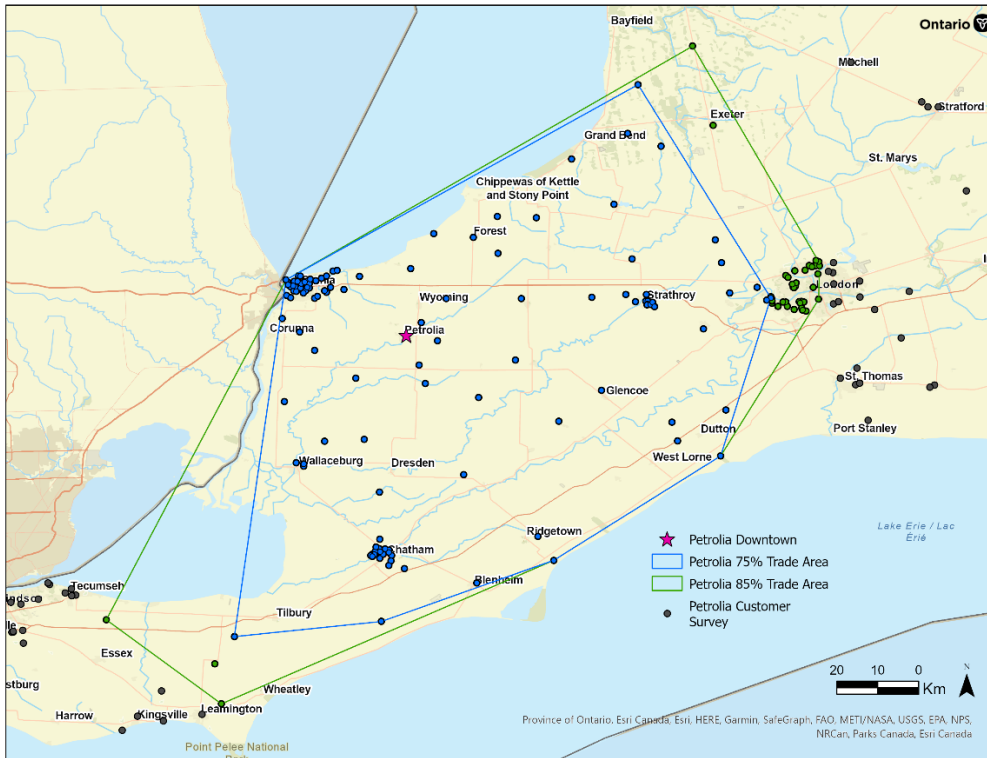 Bayfield
Ontario
Mitchell
Stratford
Exeter
Grand Bend
St. Marys
Chippewas of Kettle
and Stony Point
Forest
Wyoming
Strathroy
London
Corunna
Petrolia
Glencoe
St. Thomas
Dutton
Port Stanley
West Lorne
Wallaceburg
Dresden
Ridgetown
Lake Erie / Lac
Érié
Petrolia Downtown
Petrolia 75% Trade Area
Petrolia 85% Trade Area
Petrolia Customer
Survey
Chatham
Blenheim
Tecumseh
Tilbury
Essex
Wheatley
Leamington
Harrow
Kingsville
20 10 0
Km
N
Point Pelee National
Province of Ontario, Esri Canada, Esri, HERE, Garmin, SafeGraph, FAO, METI/NASA, USGS, EPA, NPS,
NRCan, Parks Canada, Esri Canada